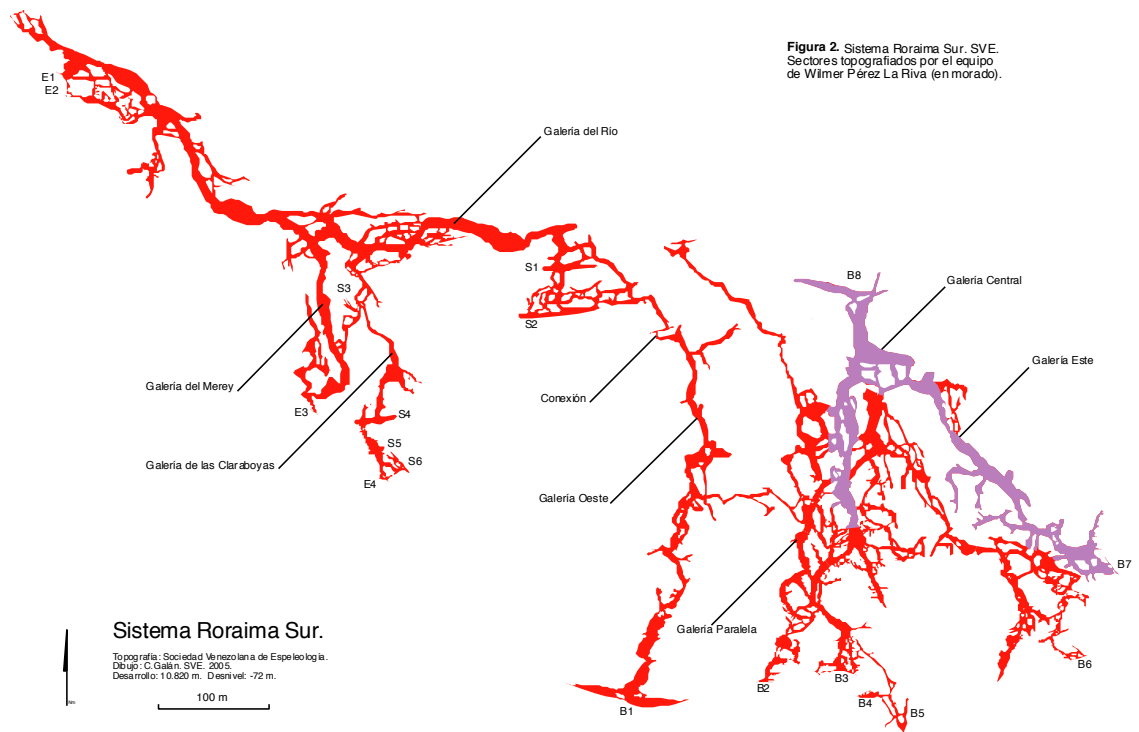 Figura 2. Sistema Roraima Sur. SVE.
Sectores topografiados por el equipo
de Wilmer Pérez La Riva (en morado).
E1
E2
Galería del Río
S1
S2
S3
B8
Galería Central
Galería Este
Galería del Merey
Conexión
E3
S4
S5
S6
E4
Galería de las Claraboyas
Galería Oeste
B7
Galería Paralela
B6
B2
B3
B4
B5
B1
Sistema Roraima Sur.
Topografía: Sociedad Venezolana de Espeleología.
Dibujo: C.Galán. SVE. 2005.
Desarrollo: 10.820 m. Desnivel: -72 m.
100 m